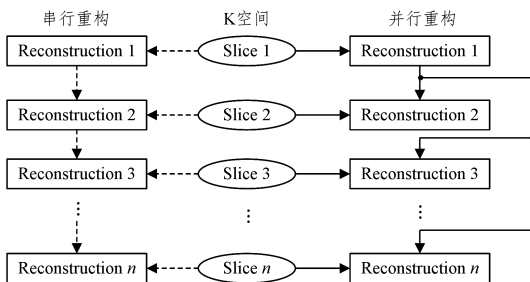 串行重构 K空间 并行重构
Reconstruction 1 Slice 1 Reconstruction 1
Reconstruction 2 Slice 2 Reconstruction 2
Reconstruction 3 Slice 3 Reconstruction 3
⋮ ⋮ ⋮
Reconstruction n Slice n Reconstruction n